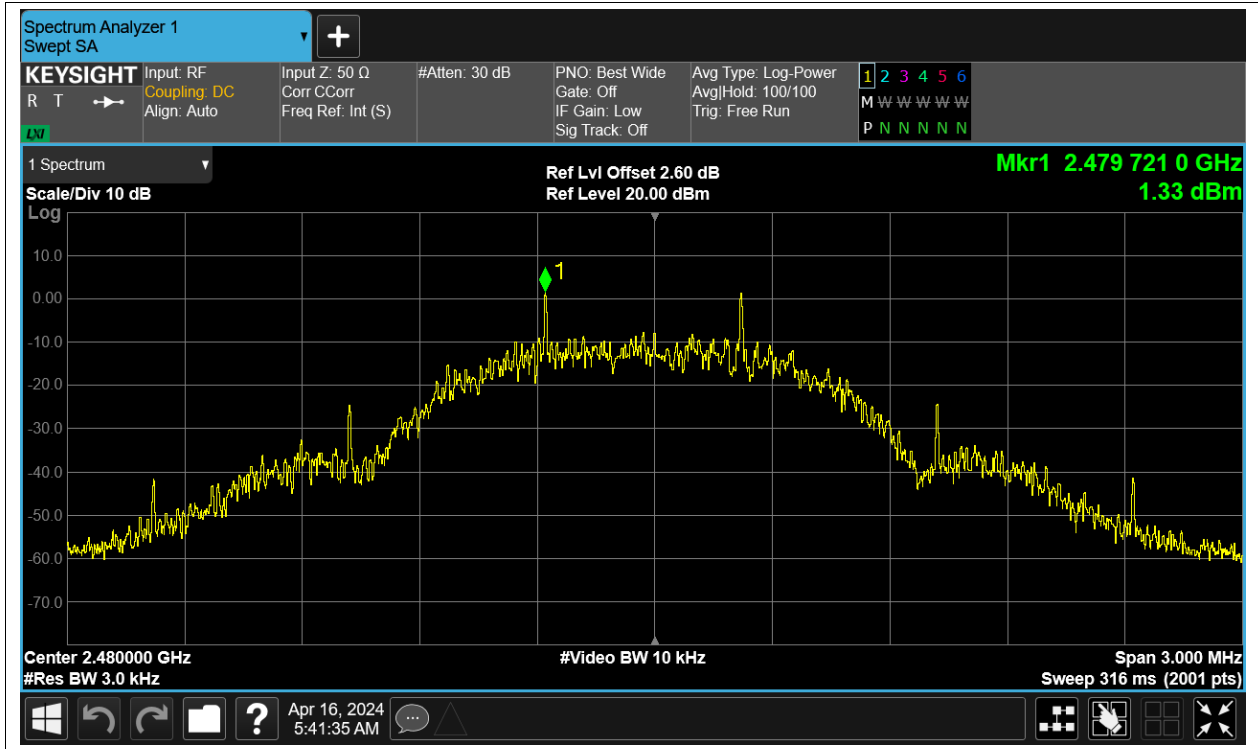 Spectrum Analyzer 1
Swept SA
+
KEYSIGHT
R T
LXI
Input: RF
Coupling: DC
Align: Auto
Input Z: 50 Ω
Corr CCorr
Freq Ref: Int (S)
#Atten: 30 dB
PNO: Best Wide
Gate: Off
IF Gain: Low
Sig Track: Off
Avg Type: Log-Power
Avg|Hold: 100/100
Trig: Free Run
1 2 3 4 5 6
M W W W W W W
P N N N N N N
1 Spectrum
Scale/Div 10 dB
Log
Ref Lvl Offset 2.60 dB
Ref Level 20.00 dBm
Mkr1 2.479 721 0 GHz
1.33 dBm
1
10.0
0.00
-10.0
-20.0
-30.0
-40.0
-50.0
-60.0
-70.0
Center 2.480000 GHz
#Res BW 3.0 kHz
#Video BW 10 kHz
Span 3.000 MHz
Sweep 316 ms (2001 pts)
?
Apr 16, 2024
5:41:35 AM